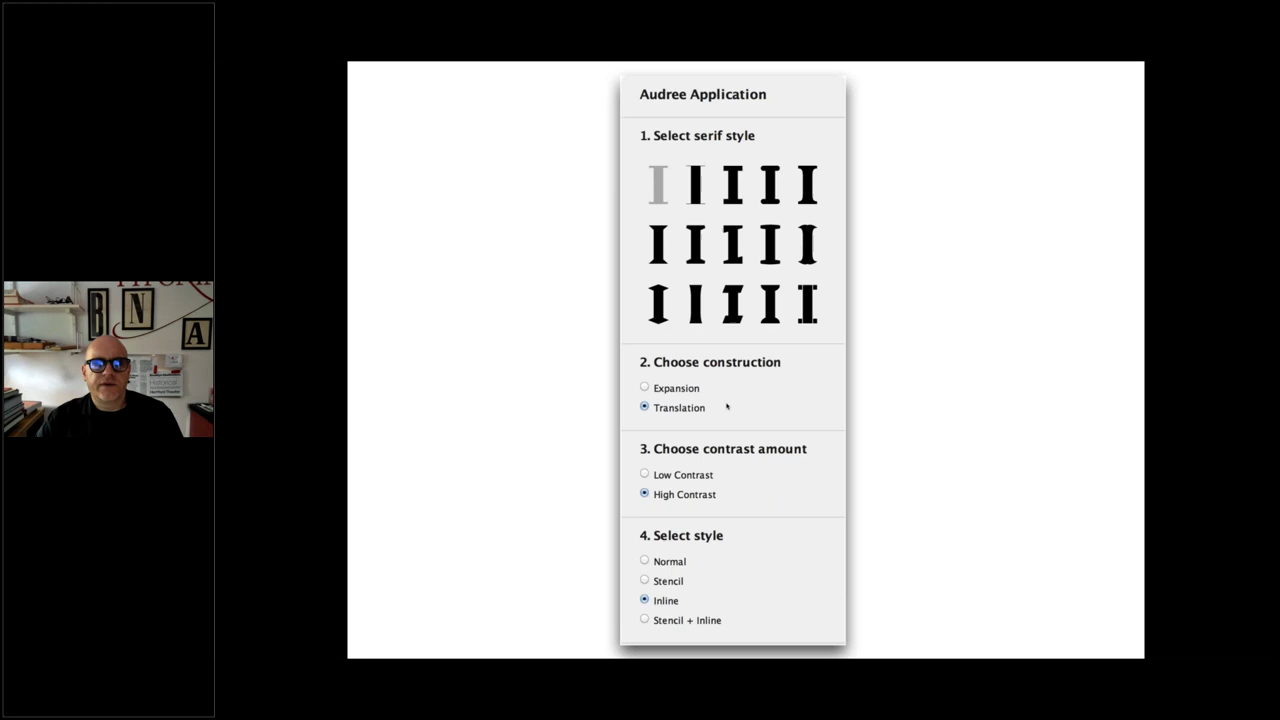 Audree Application
1. Select serif style
I I I I I
I I I I I
I I I I I
2. Choose construction
Expansion
Translation
3. Choose contrast amount
Low Contrast
High Contrast
4. Select style
Normal
Stencil
Inline
Stencil + Inline
B N A
Historical